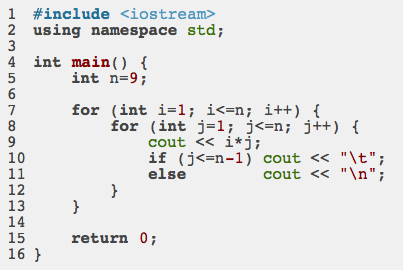 1 #include <iostream>
2 using namespace std;
3
4 int main() {
5     int n=9;
6
7     for (int i=1; i<=n; i++) {
8         for (int j=1; j<=n; j++) {
9             cout << i*j;
10             if (j<=n-1) cout << "\t";
11             else        cout << "\n";
12         }
13     }
14
15     return 0;
16 }